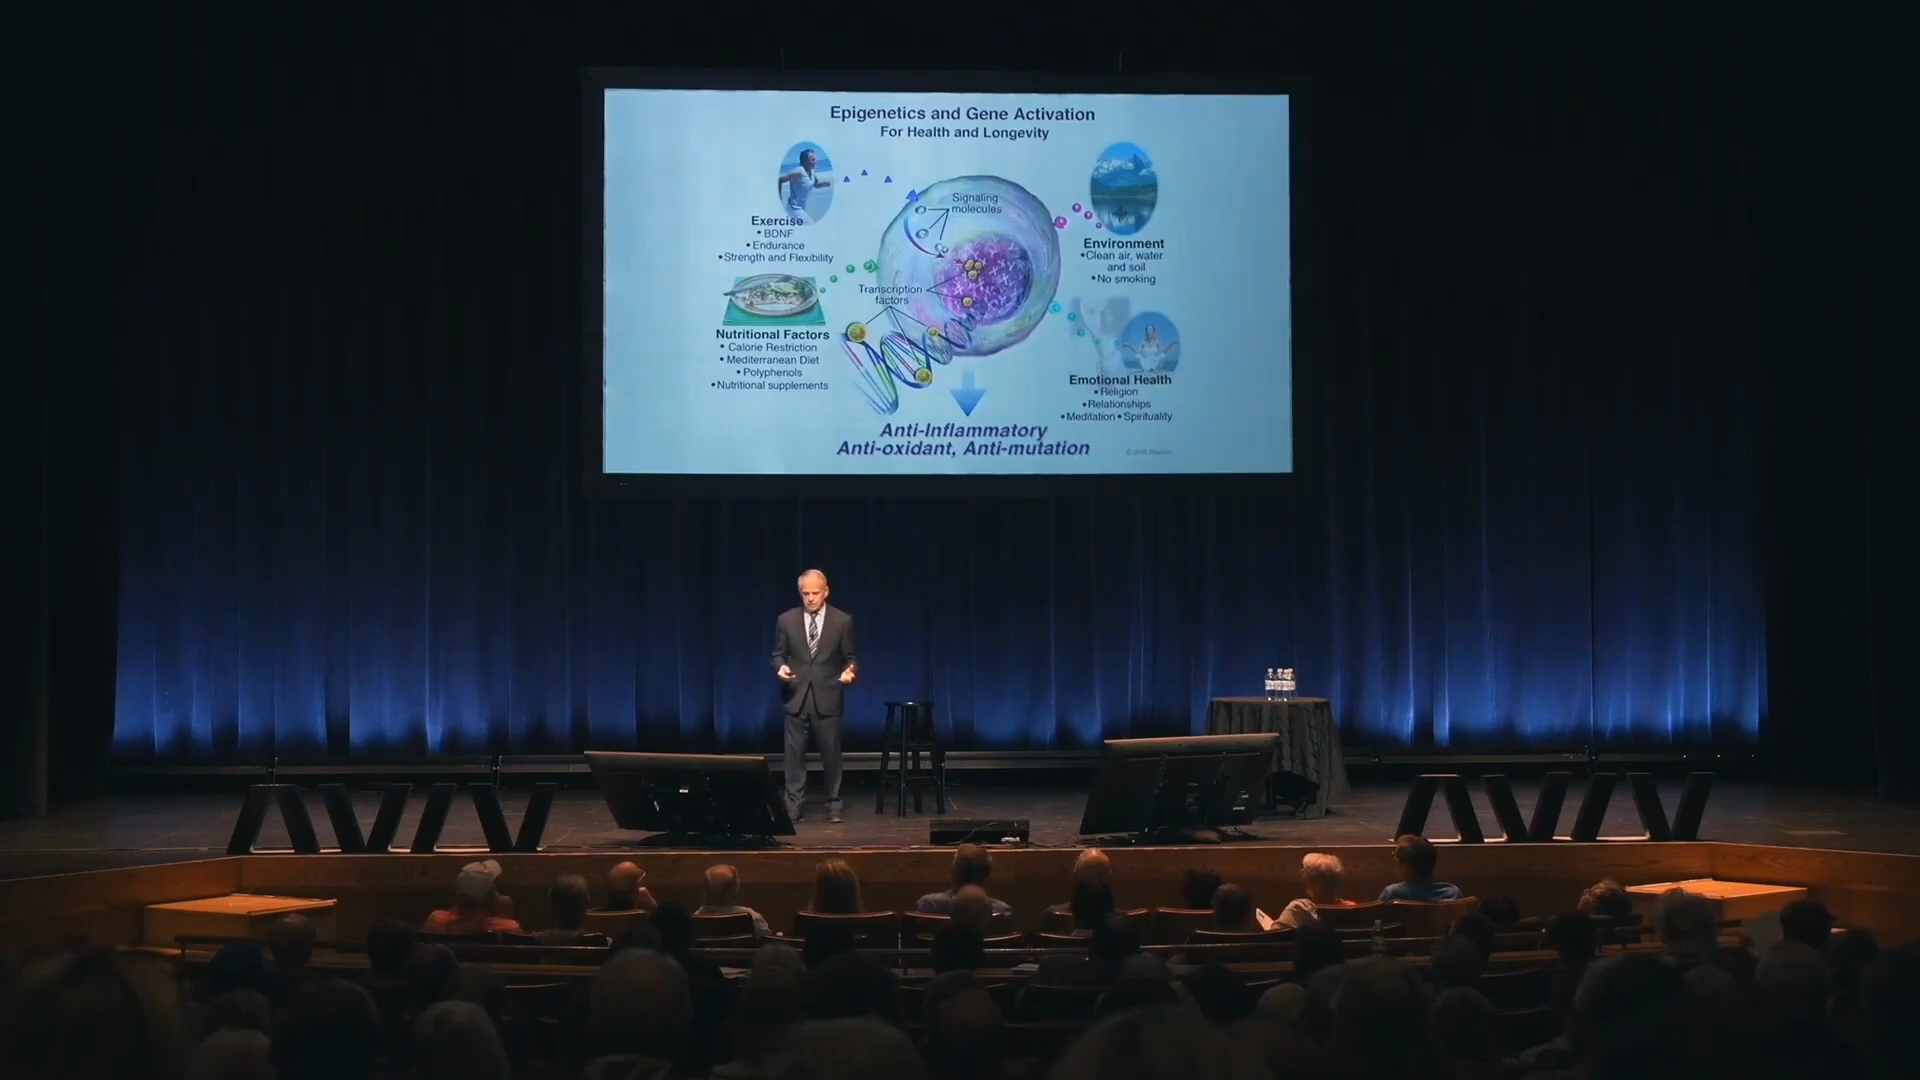 Epigenetics and Gene Activation
For Health and Longevity
Exercise
• BDNF
• Endurance
• Strength and Flexibility
Signaling
molecules
Environment
• Clean air, water
and soil
• No smoking
Transcription
factors
Nutritional Factors
• Calorie Restriction
• Mediterranean Diet
• Polyphenols
• Nutritional supplements
Emotional Health
• Religion
• Relationships
• Meditation • Spirituality
Anti-Inflammatory
Anti-oxidant, Anti-mutation